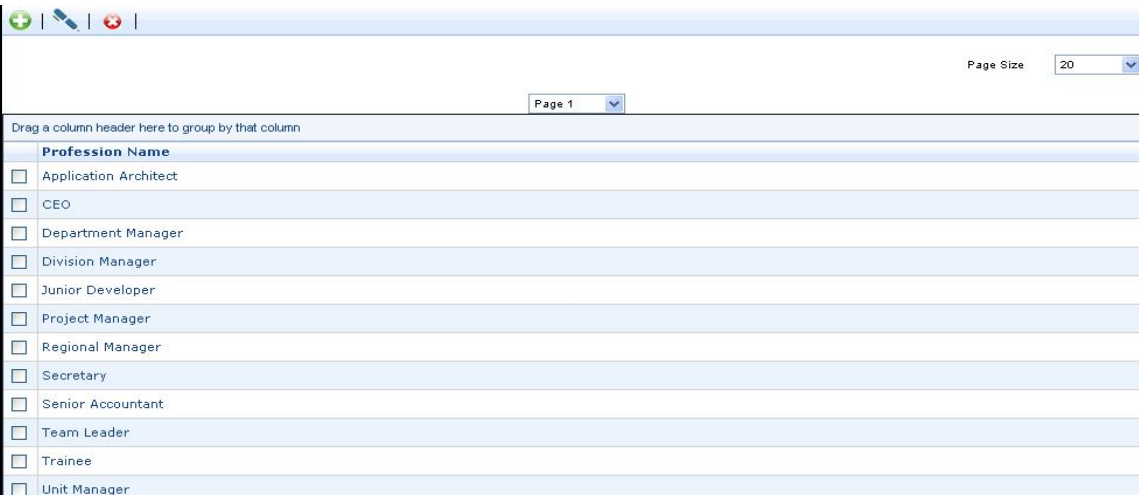 Page Size 20
Page 1
Drag a column header here to group by that column
Profession Name
Application Architect
CEO
Department Manager
Division Manager
Junior Developer
Project Manager
Regional Manager
Secretary
Senior Accountant
Team Leader
Trainee
Unit Manager